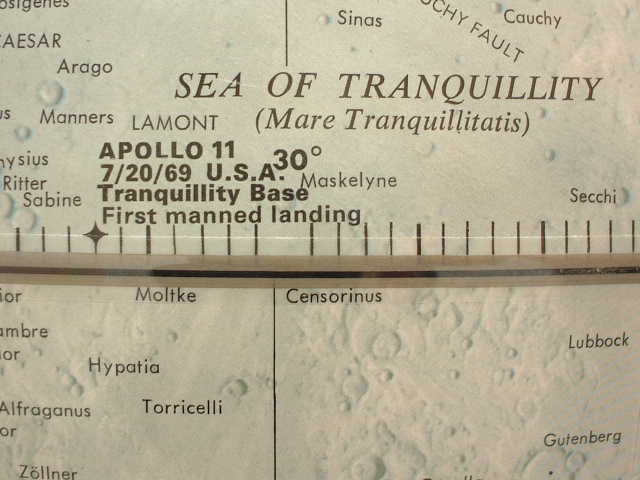 Sinas
UCHY FAULT
Cauchy
CAESAR
Arago
SEA OF TRANQUILLITY
(Mare Tranquillitatis)
Manners
LAMONT
APOLLO 11
30°
7/20/69 U.S.A.
Ritter
Tranquillity Base
Maskelyne
Sabine
First manned landing
Secchi
Moltke
Censorinus
Lubbock
Hypatia
Alfraganus
Torricelli
Gutenberg
Zöllner